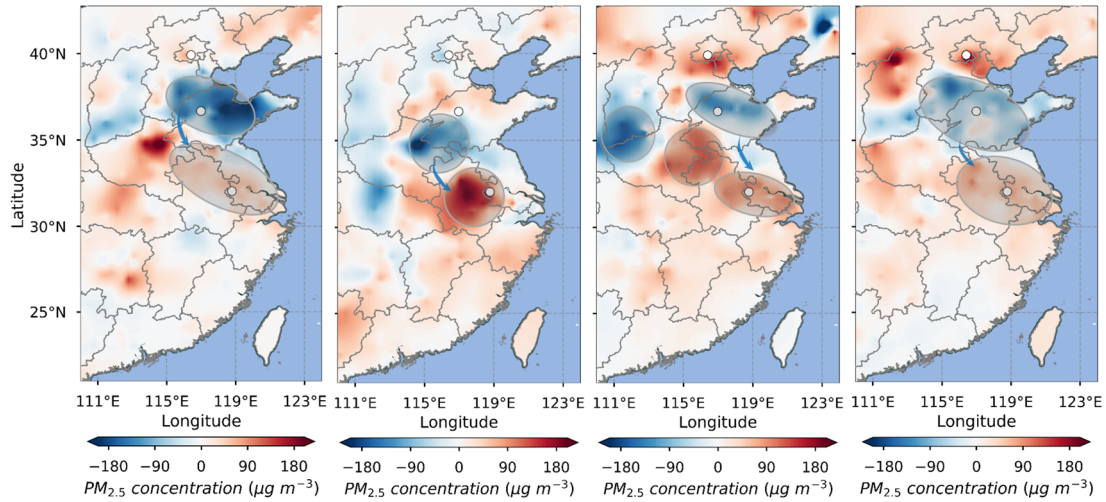 40°N
35°N
30°N
25°N
Latitude
111°E 115°E 119°E 123°E 111°E 115°E 119°E 123°E 111°E 115°E 119°E 123°E 111°E 115°E 119°E 123°E
Longitude Longitude Longitude Longitude
−180 −90 0 90 180 −180 −90 0 90 180 −180 −90 0 90 180 −180 −90 0 90 180
PM2.5 concentration (μg m−3) PM2.5 concentration (μg m−3) PM2.5 concentration (μg m−3) PM2.5 concentration (μg m−3)